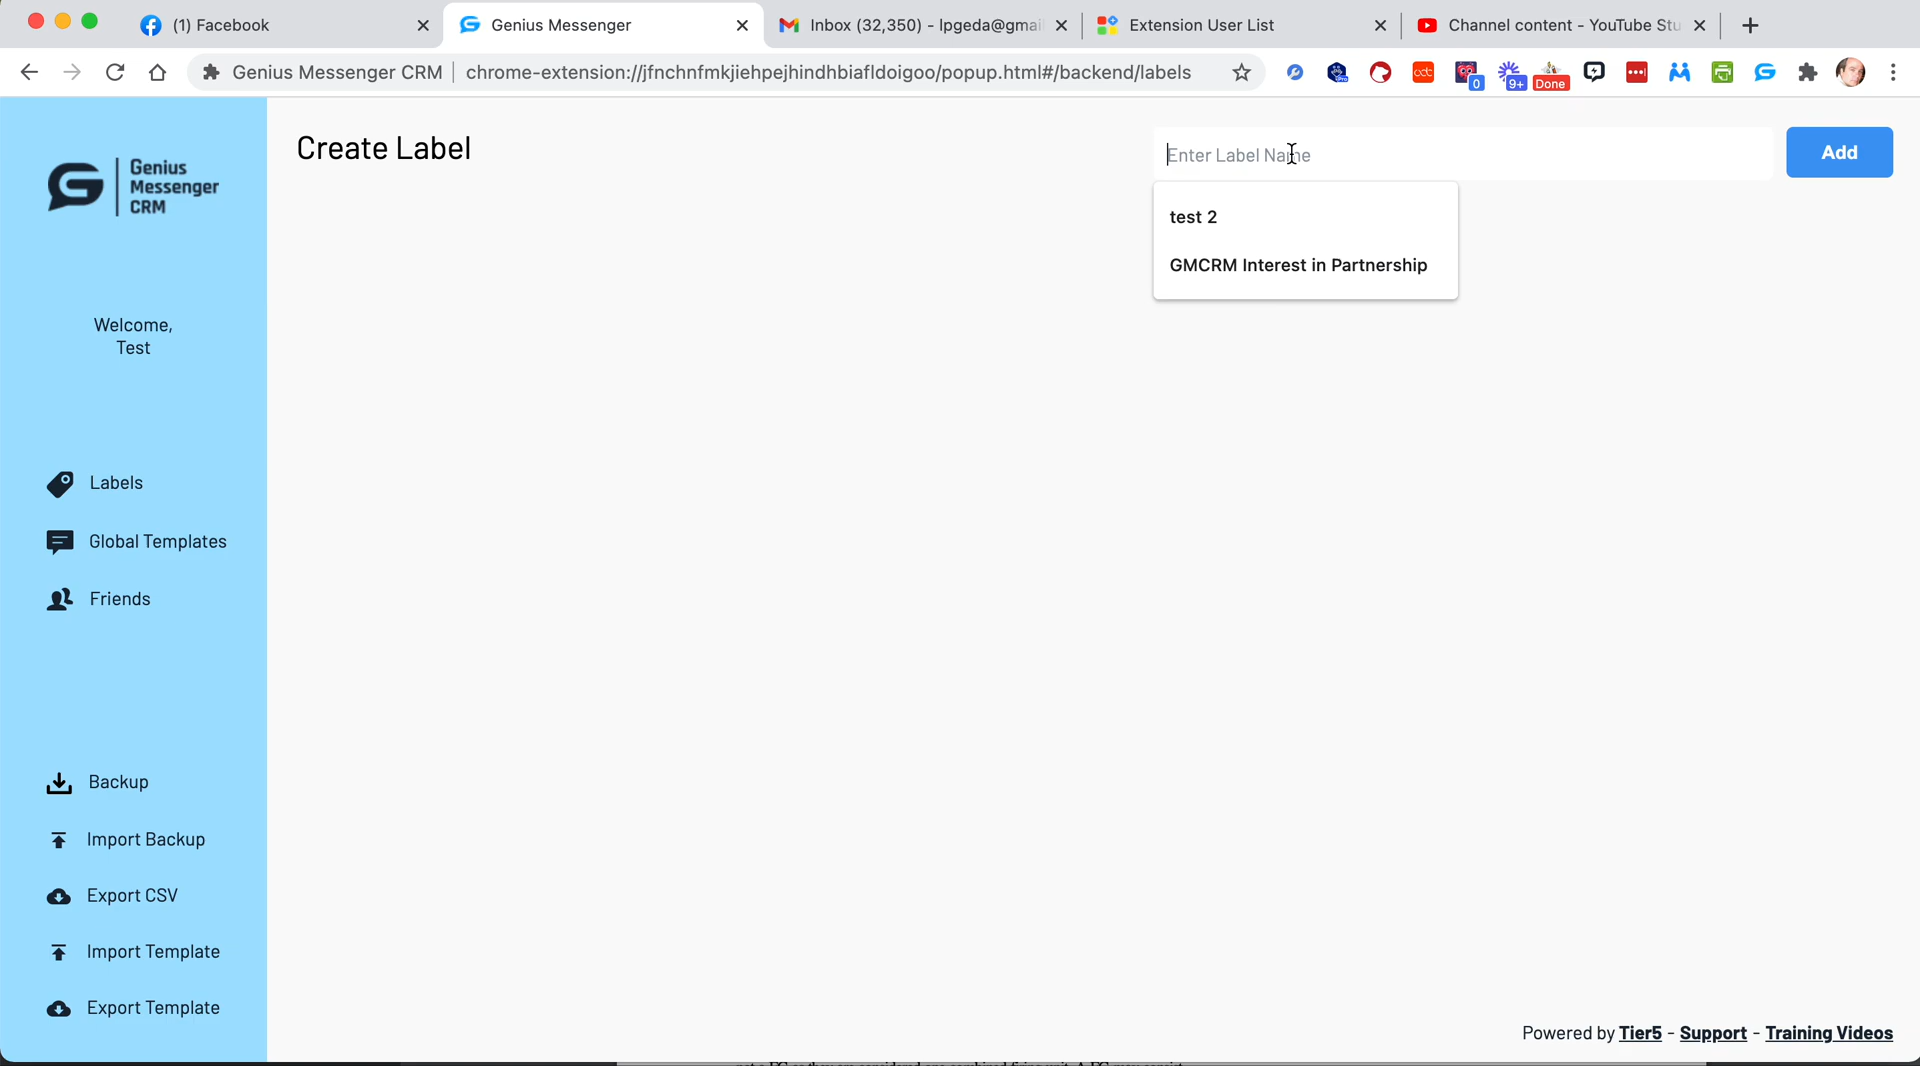 (1) Facebook
Genius Messenger
Inbox (32,350) - lpgeda@gmai
Extension User List
Channel content - YouTube Stu
Genius Messenger CRM
chrome-extension://jfnchnfmkjiehpejhindhbiafldoigoo/popup.html#/backend/labels
0
9+
Done
Genius
Messenger
CRM
Welcome,
Test
Labels
Global Templates
Friends
Backup
Import Backup
Export CSV
Import Template
Export Template
Create Label
Enter Label Name
Add
test 2
GMCRM Interest in Partnership
Powered by Tier5 - Support - Training Videos